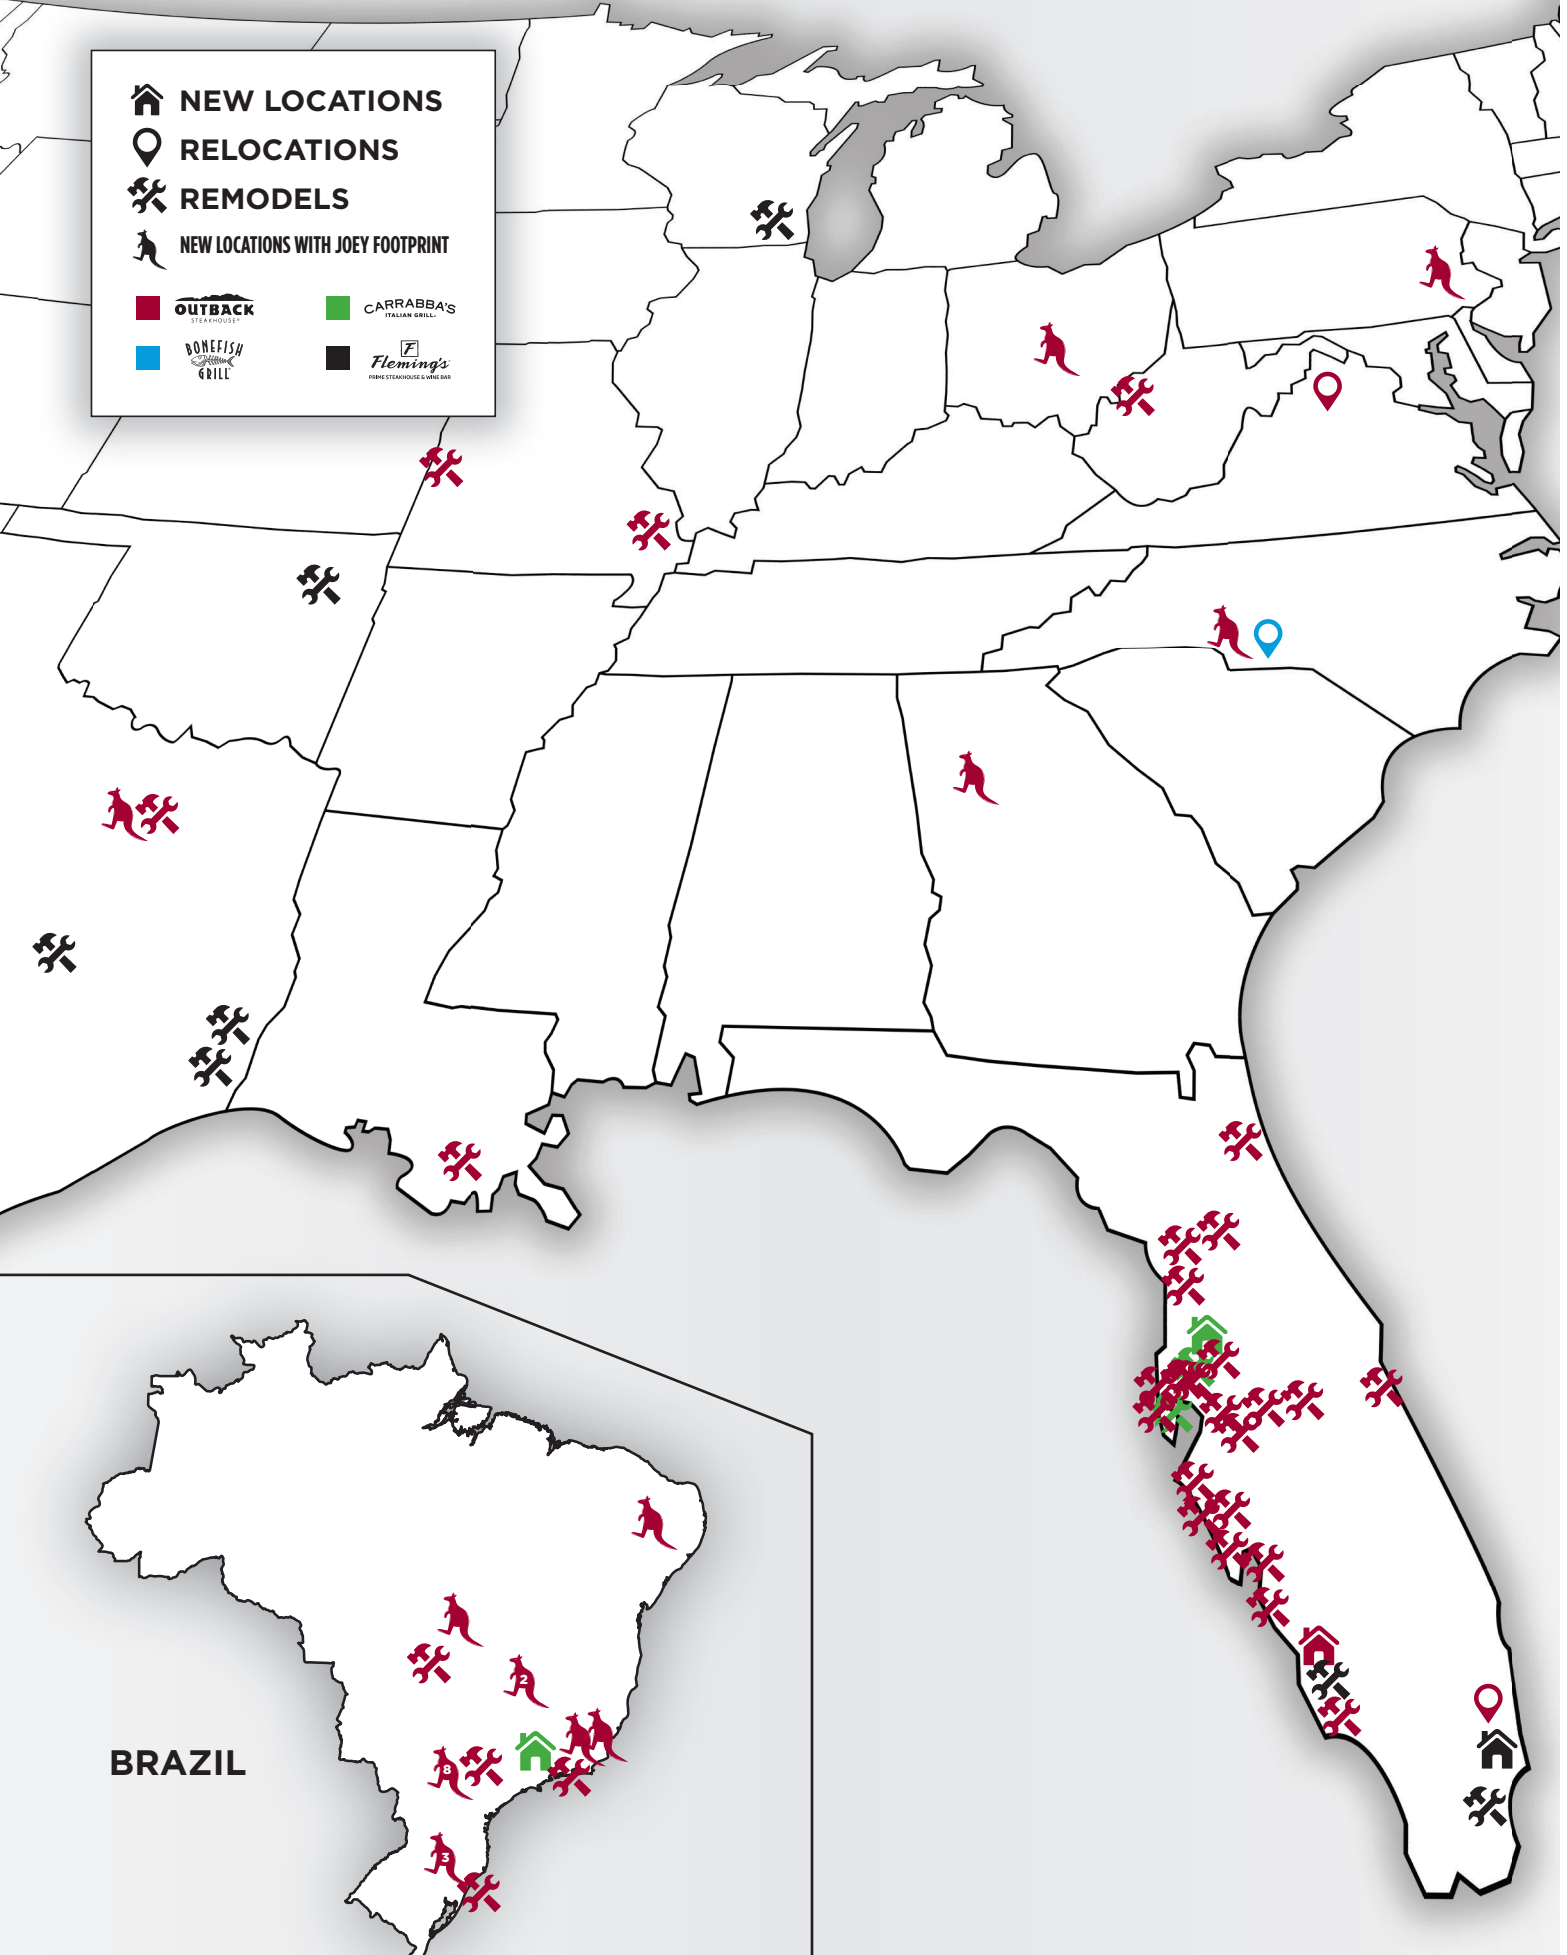 NEW LOCATIONS
RELOCATIONS
REMODELS
NEW LOCATIONS WITH JOEY FOOTPRINT
OUTBACK
STEAKHOUSE®
CARRABBA'S
ITALIAN GRILL®
BONEFISH
GRILL
F
Fleming's
PRIME STEAKHOUSE & WINE BAR
2
8
BRAZIL
3